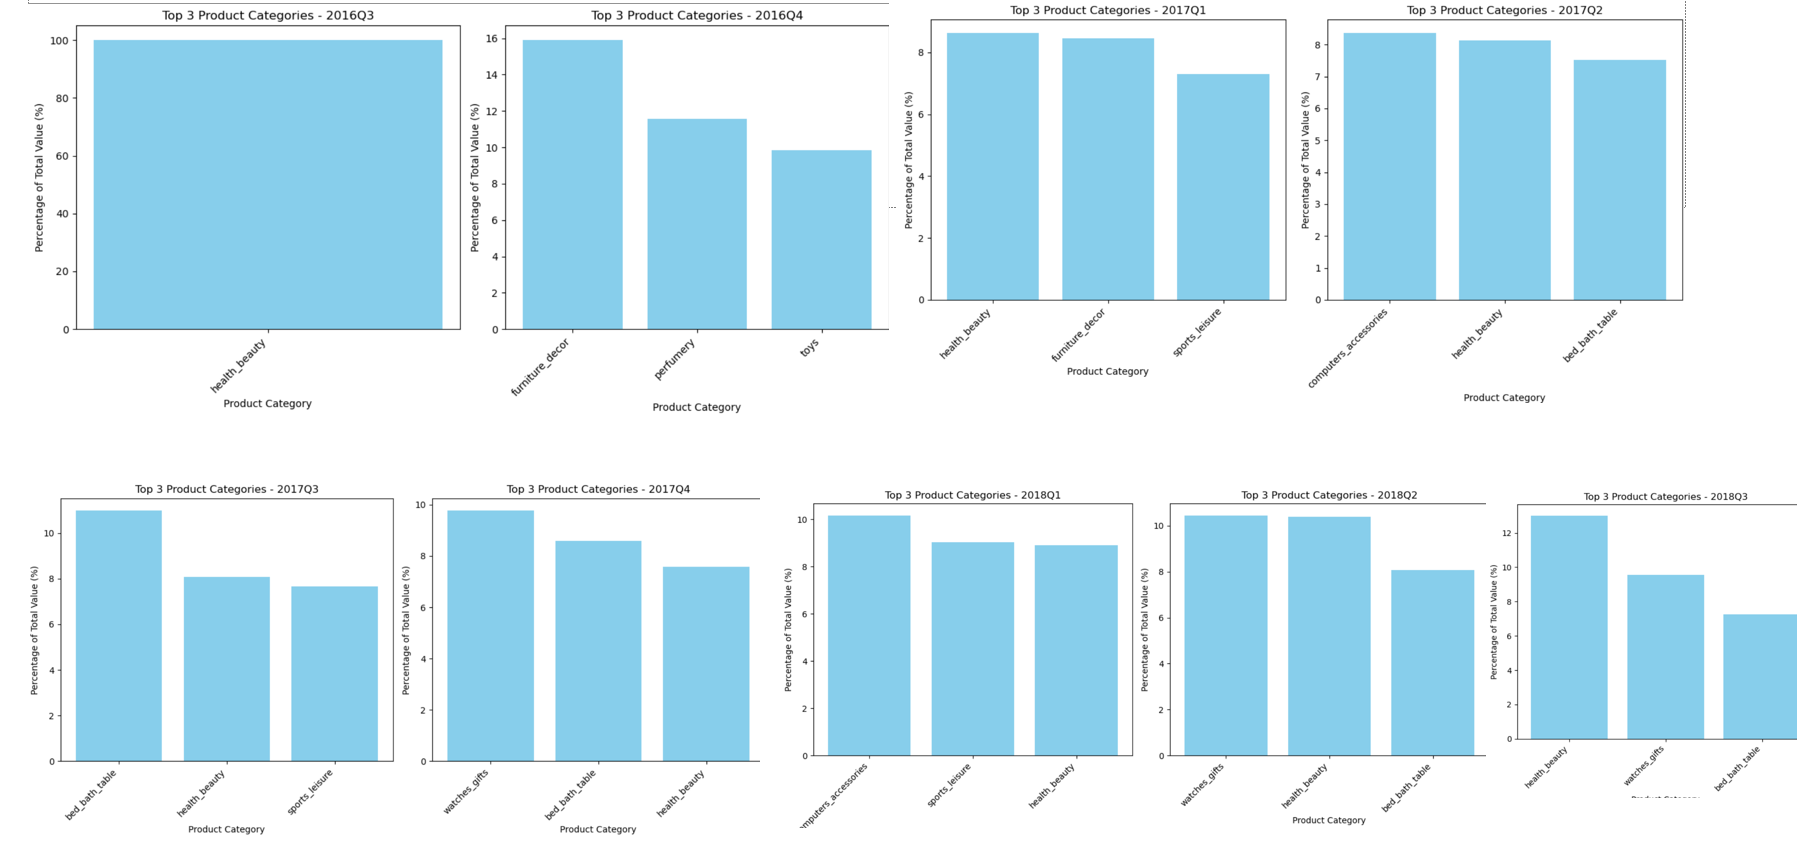 Top 3 Product Categories - 2016Q3
Percentage of Total Value (%)
100
80
60
40
20
0
health_beauty
Product Category
Top 3 Product Categories - 2016Q4
Percentage of Total Value (%)
16
14
12
10
8
6
4
2
0
furniture_decor
perfumery
toys
Product Category
Top 3 Product Categories - 2017Q1
Percentage of Total Value (%)
8
6
4
2
0
health_beauty
furniture_decor
sports_leisure
Product Category
Top 3 Product Categories - 2017Q2
Percentage of Total Value (%)
8
7
6
5
4
3
2
1
0
computers_accessories
health_beauty
bed_bath_table
Product Category
Top 3 Product Categories - 2017Q3
Percentage of Total Value (%)
10
8
6
4
2
0
bed_bath_table
health_beauty
sports_leisure
Product Category
Top 3 Product Categories - 2017Q4
Percentage of Total Value (%)
10
8
6
4
2
0
watches_gifts
bed_bath_table
health_beauty
Product Category
Top 3 Product Categories - 2018Q1
Percentage of Total Value (%)
10
8
6
4
2
0
mputers_accessories
sports_leisure
health_beauty
Top 3 Product Categories - 2018Q2
Percentage of Total Value (%)
10
8
6
4
2
0
watches_gifts
health_beauty
bed_bath_table
Product Category
Top 3 Product Categories - 2018Q3
Percentage of Total Value (%)
12
10
8
6
4
2
0
health_beauty
watches_gifts
bed_bath_table